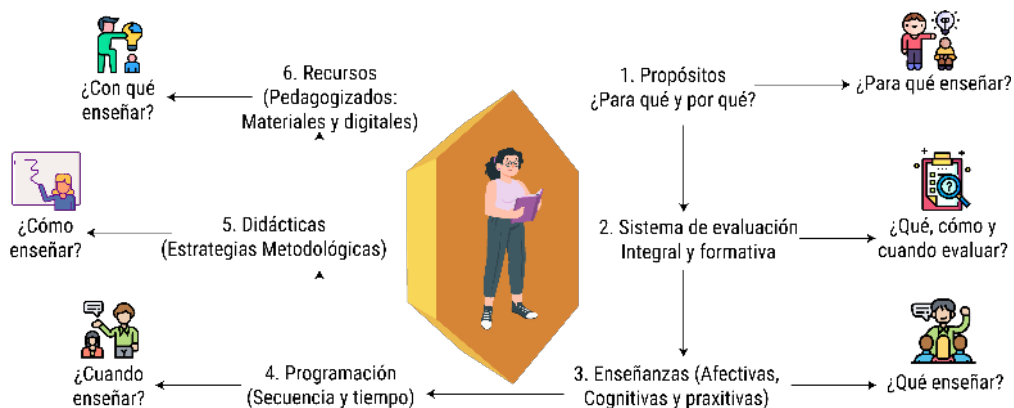 1. Propósitos
¿Para qué y por qué?
¿Para qué enseñar?
2. Sistema de evaluación
Integral y formativa
¿Qué, cómo y
cuando evaluar?
3. Enseñanzas (Afectivas,
Cognitivas y praxitivas)
¿Qué enseñar?
4. Programación
(Secuencia y tiempo)
¿Cuando
enseñar?
5. Didácticas
(Estrategias Metodológicas)
¿Cómo
enseñar?
6. Recursos
(Pedagogizados:
Materiales y digitales)
¿Con qué
enseñar?